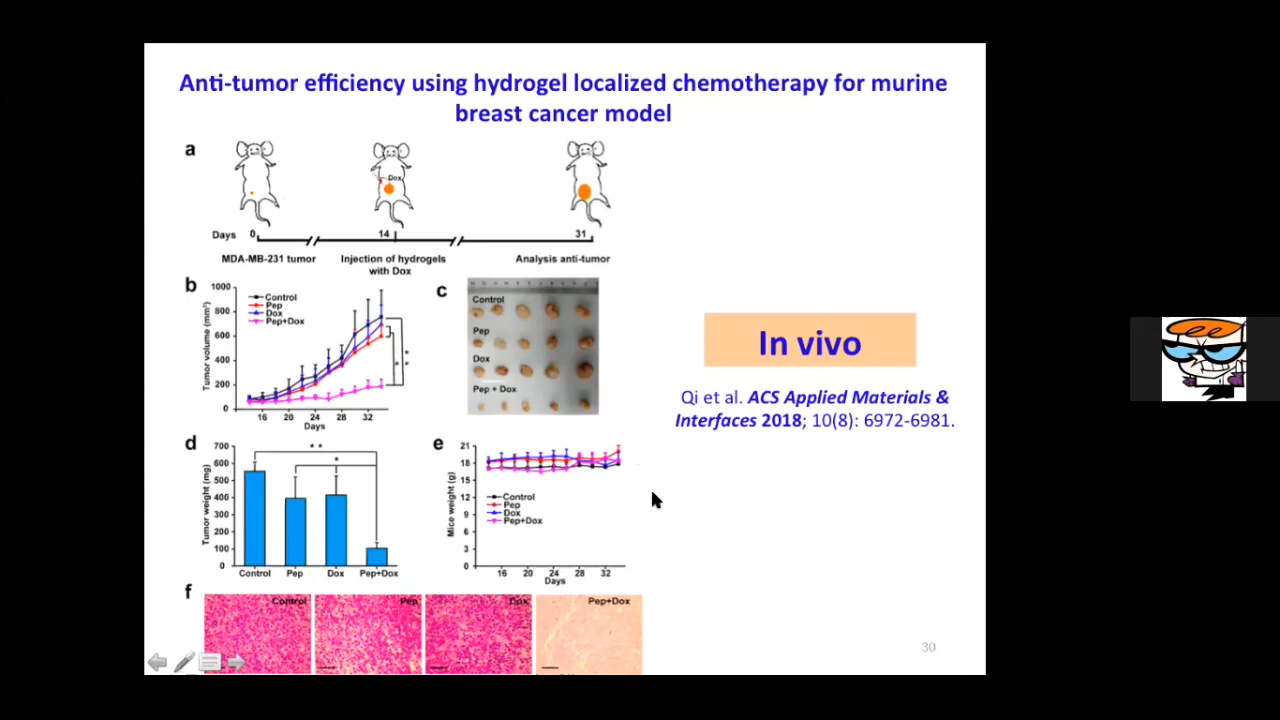 Anti-tumor efficiency using hydrogel localized chemotherapy for murine
breast cancer model
a
Dox
Days 0 14 31
MDA-MB-231 tumor
Injection of hydrogels
with Dox
Analysis anti-tumor
b
Tumor volume (mm³)
1000
800
600
400
200
0
Control
Pep
Dox
Pep+Dox
*
* *
16 20 24 28 32
Days
c
Control
Pep
Dox
Pep + Dox
In vivo
Qi et al. ACS Applied Materials &
Interfaces 2018; 10(8): 6972-6981.
d
Tumor weight (mg)
700
600
500
400
300
200
100
0
* *
*
Control Pep Dox Pep+Dox
e
Mice weight (g)
21
18
15
12
9
6
3
0
Control
Pep
Dox
Pep+Dox
16 20 24 28 32
Days
f
Control
Pep
Dox
Pep+Dox
30